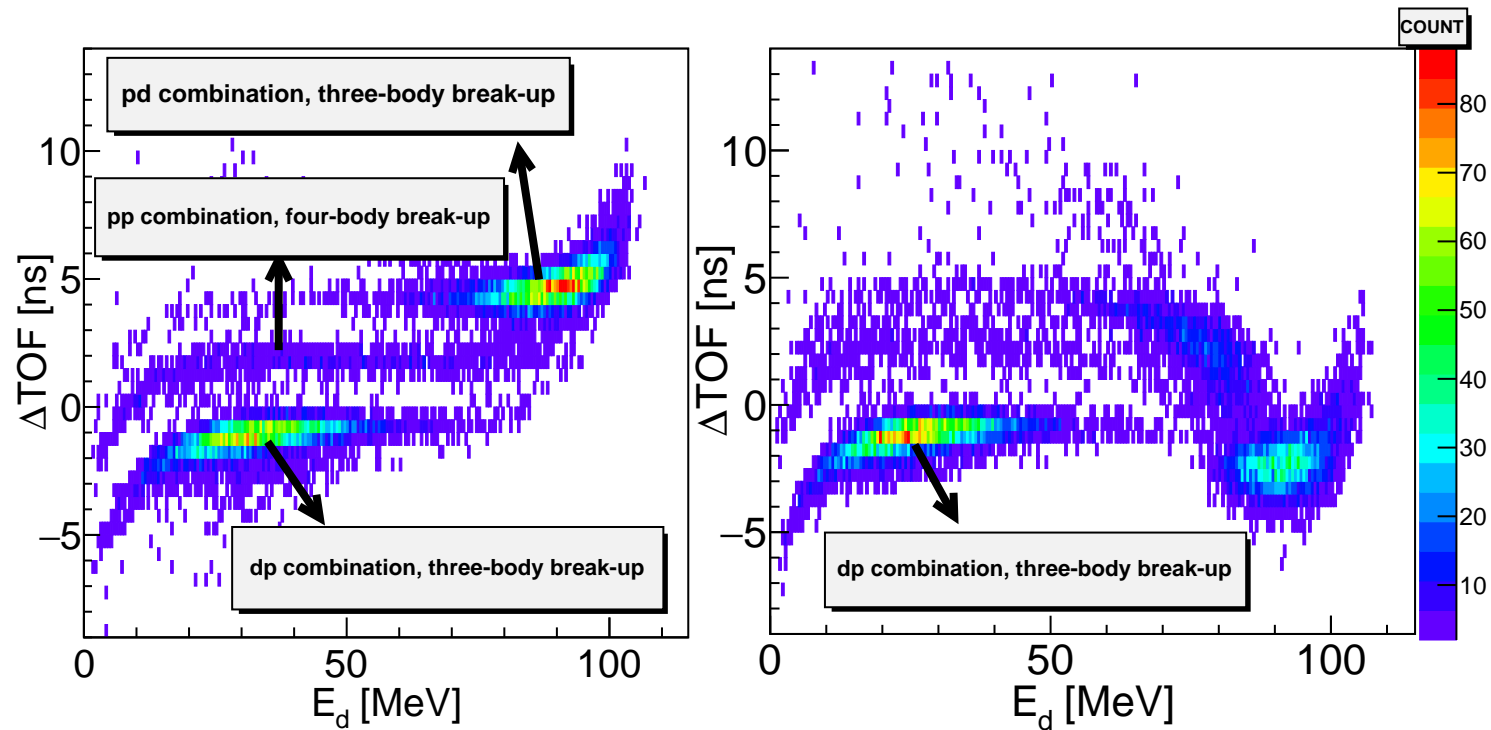 COUNT
pd combination, three-body break-up
pp combination, four-body break-up
dp combination, three-body break-up
ΔTOF [ns]
10
5
0
−5
0
50
100
E_d [MeV]
dp combination, three-body break-up
ΔTOF [ns]
10
5
0
−5
0
50
100
E_d [MeV]
80
70
60
50
40
30
20
10